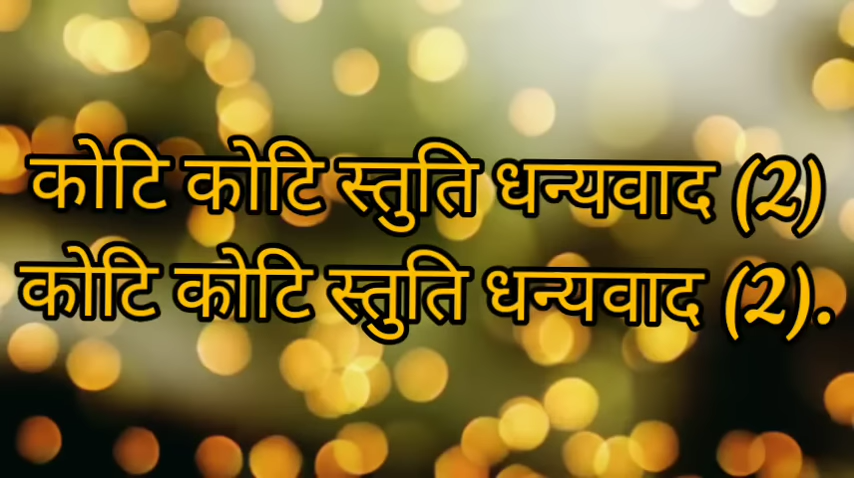 कोटि कोटि स्तुति धन्यवाद (2)
कोटि कोटि स्तुति धन्यवाद (2).